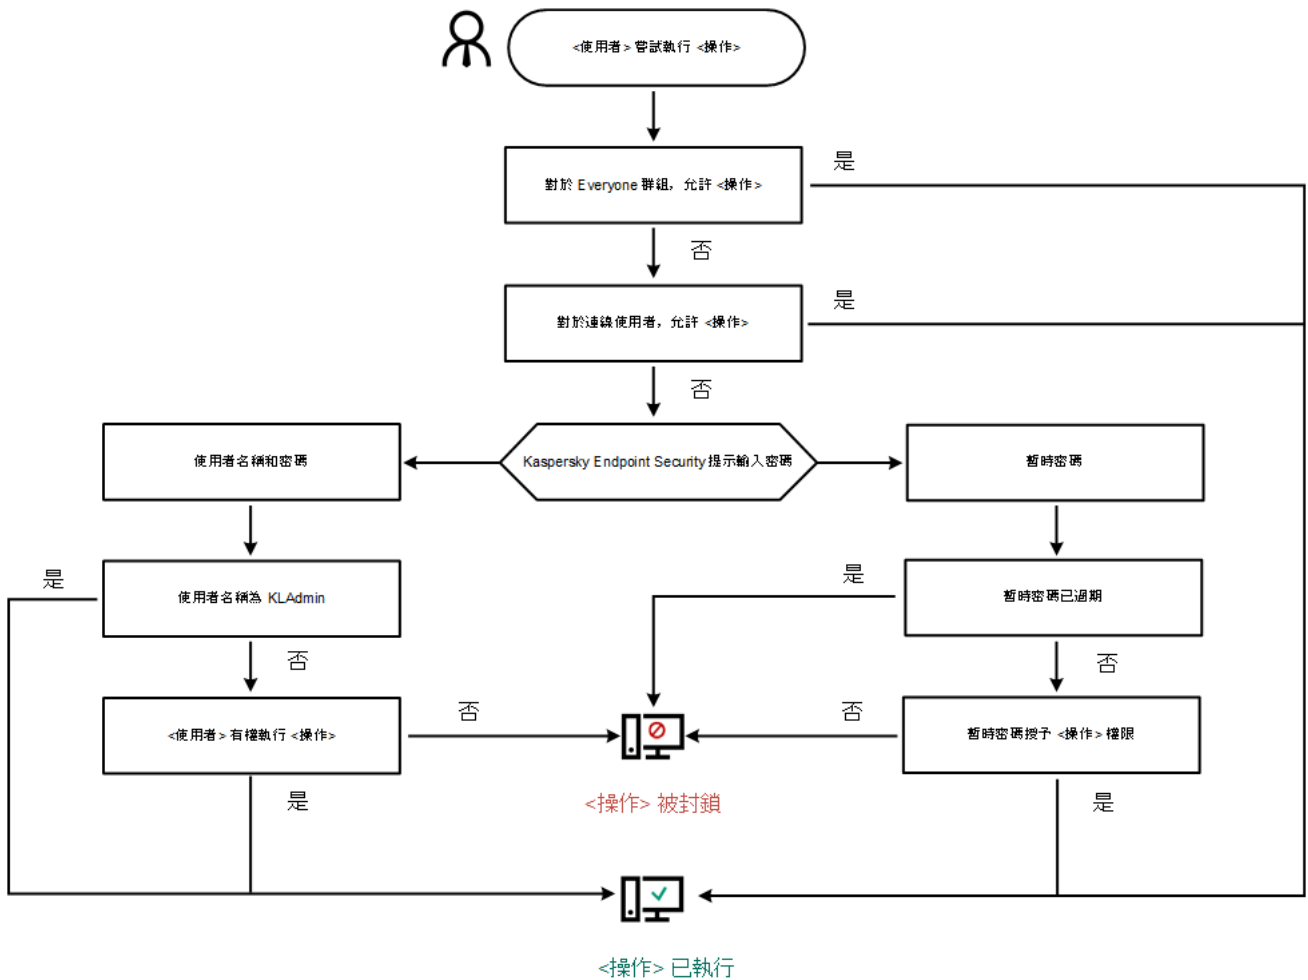 <使用者> 嘗試執行 <操作>
對於 Everyone 群組，允許 <操作>
是
否
對於連線使用者，允許 <操作>
是
否
使用者名稱和密碼
Kaspersky Endpoint Security 提示輸入密碼
暫時密碼
是
使用者名稱為 KLAdmin
是
暫時密碼已過期
否
否
<使用者> 有權執行 <操作>
否
否
暫時密碼授予 <操作> 權限
是
<操作> 被封鎖
是
<操作> 已執行